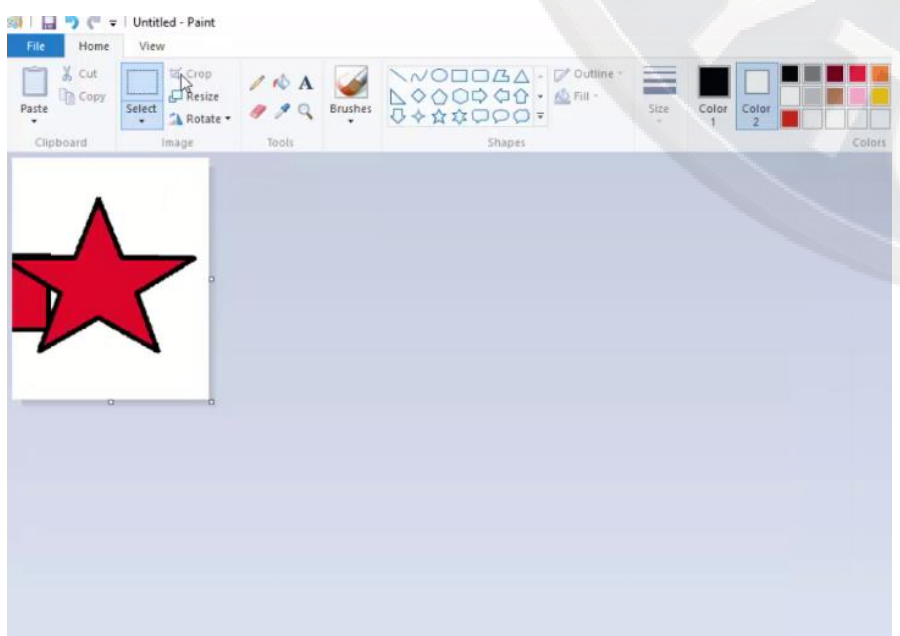 Untitled - Paint
File Home View
Cut
Copy
Paste
Clipboard
Select
Crop
Resize
Rotate
Image
A
Tools
Brushes
Shapes
Outline
Fill
Size
Color 1
Color 2
Colors